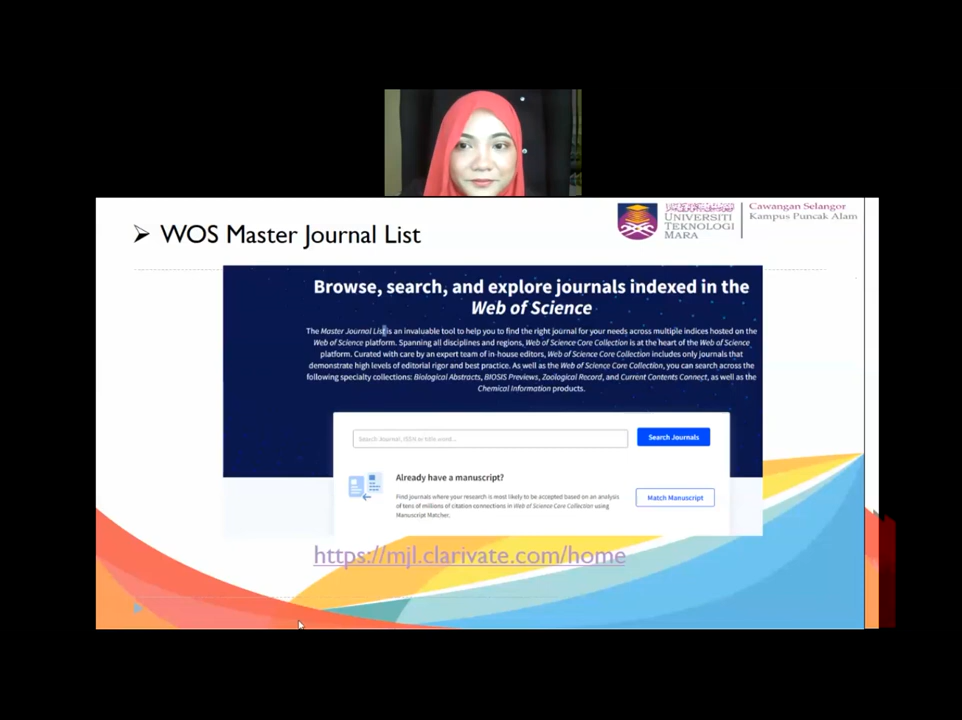 WOS Master Journal List
UNIVERSITI
TEKNOLOGI
MARA
Cawangan Selangor
Kampus Puncak Alam
Browse, search, and explore journals indexed in the
Web of Science
The Master Journal List is an invaluable tool to help you to find the right journal for your needs across multiple indices hosted on the
Web of Science platform. Spanning all disciplines and regions, Web of Science Core Collection is at the heart of the Web of Science
platform. Curated with care by an expert team of in-house editors, Web of Science Core Collection includes only journals that
demonstrate high levels of editorial rigor and best practice. As well as the Web of Science Core Collection, you can search across the
following specialty collections: Biological Abstracts, BIOSIS Previews, Zoological Record, and Current Contents Connect, as well as the
Chemical Information products.
Search Journal, ISSN or title word...
Search Journals
Already have a manuscript?
Find journals where your research is most likely to be accepted based on an analysis
of tens of millions of citation connections in Web of Science Core Collection using
Manuscript Matcher.
Match Manuscript
https://mjl.clarivate.com/home